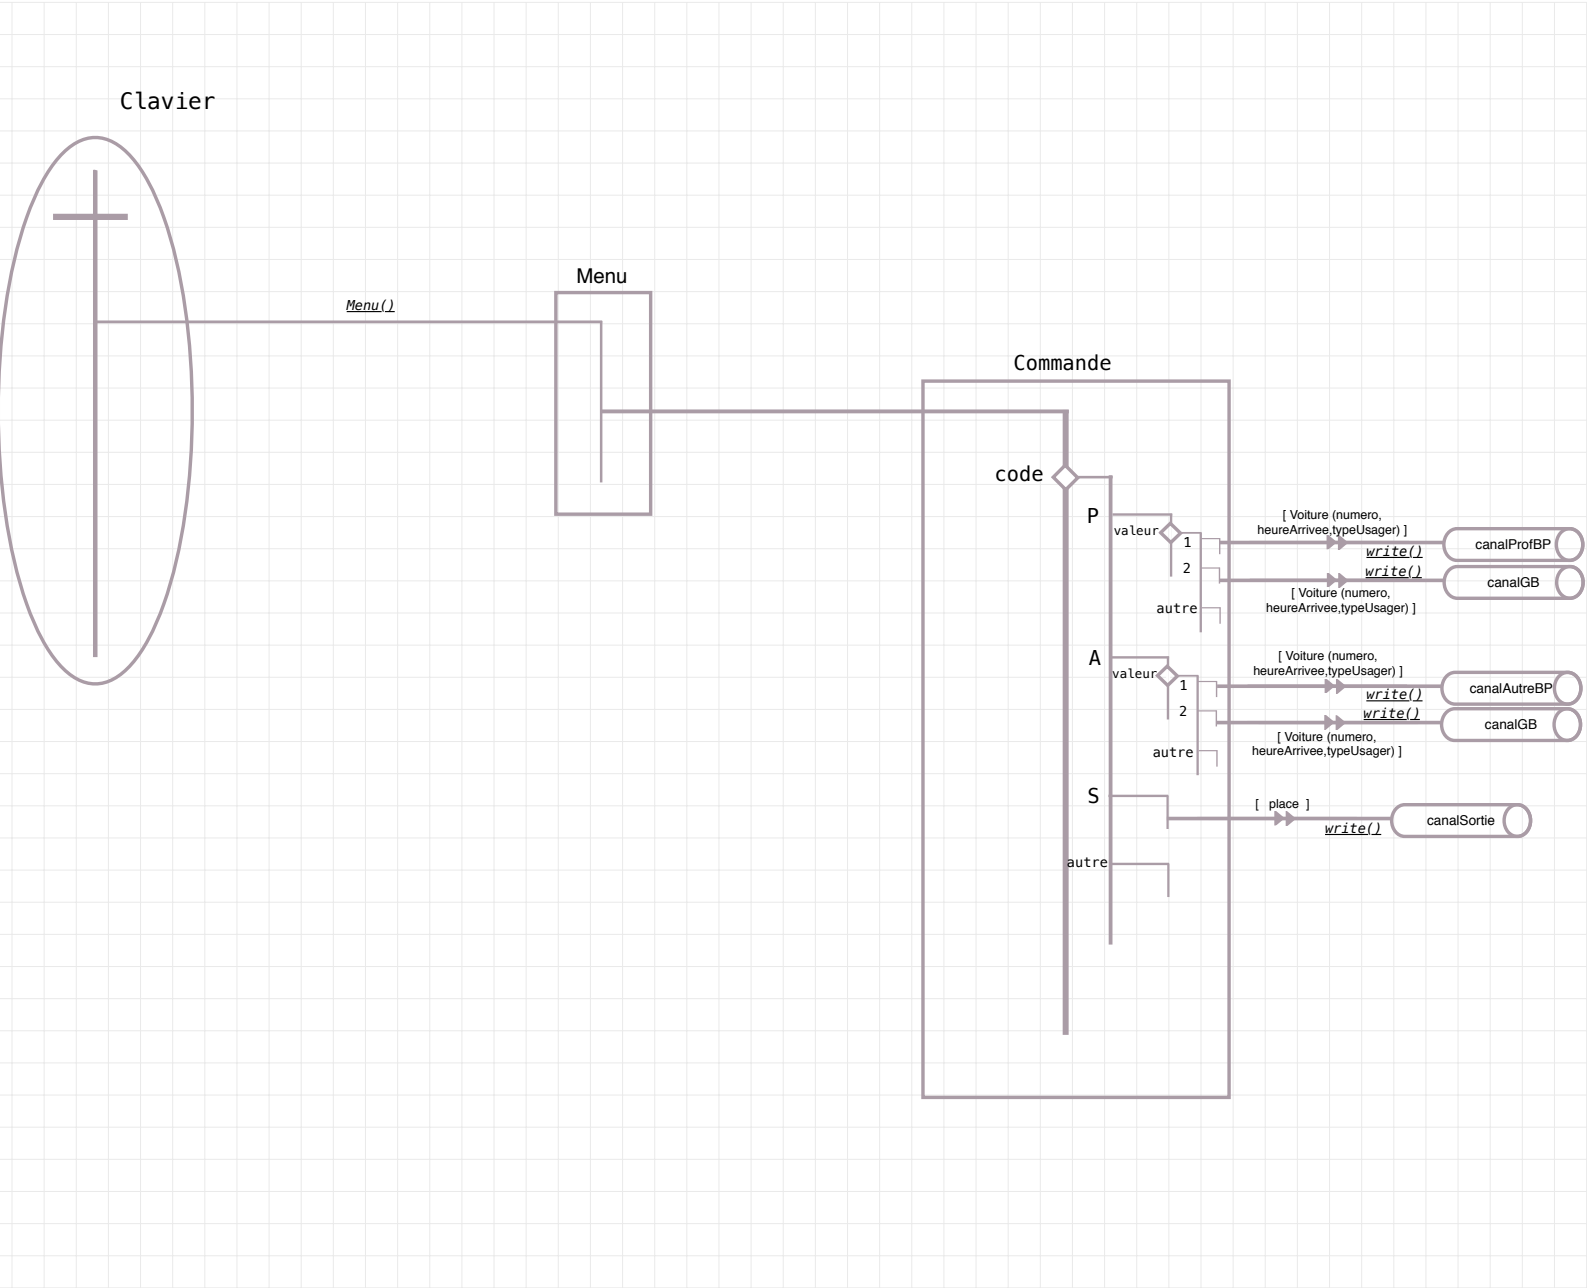 Clavier
Menu
Menu()
Commande
code
P
valeur
1
2
autre
[ Voiture (numero,
heureArrivee,typeUsager) ]
write()
canalProfBP
write()
canalGB
[ Voiture (numero,
heureArrivee,typeUsager) ]
A
valeur
1
2
autre
[ Voiture (numero,
heureArrivee,typeUsager) ]
write()
canalAutreBP
write()
canalGB
[ Voiture (numero,
heureArrivee,typeUsager) ]
S
[ place ]
write()
canalSortie
autre